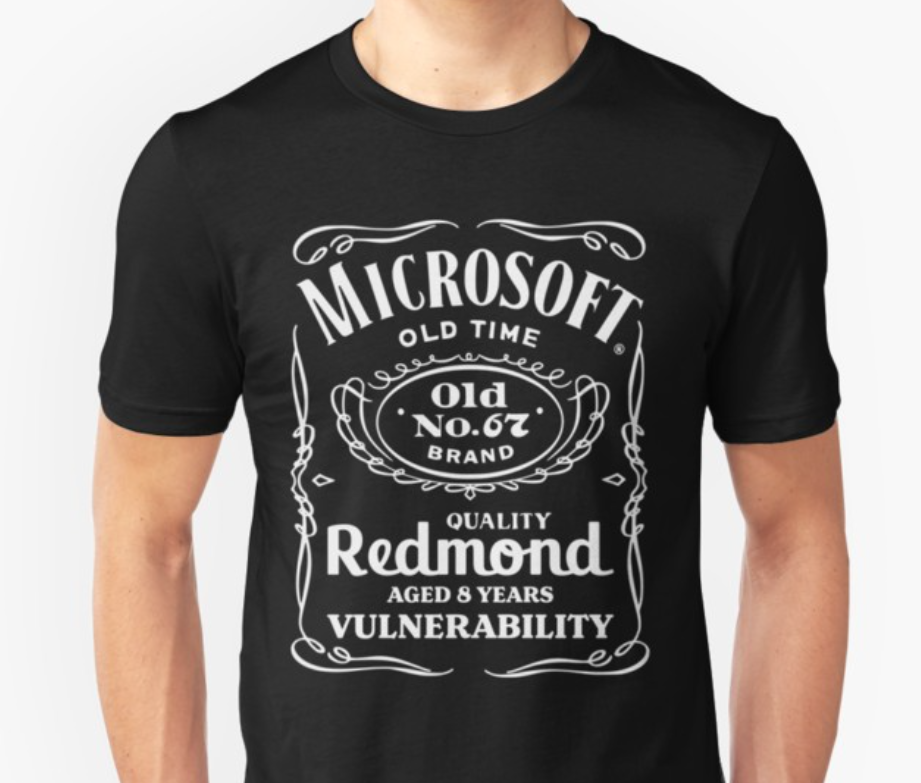 MICROSOFT
OLD TIME
®
Old
No.67
BRAND
QUALITY
Redmond
AGED 8 YEARS
VULNERABILITY